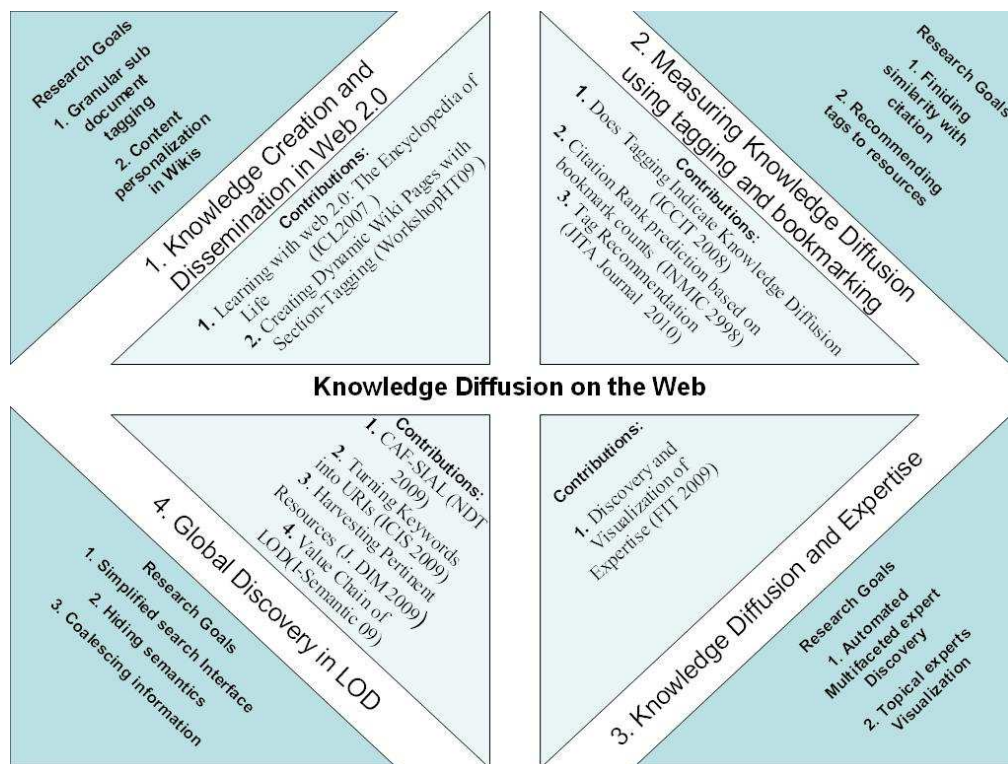 Research Goals
1. Granular sub
document
tagging
2. Content
personalization
in Wikis
1. Knowledge Creation and
Dissemination in Web 2.0
Contributions:
1. Learning with web 2.0: The Encyclopedia of
Life (ICL2007 )
2. Creating Dynamic Wiki Pages with
Section-Tagging (WorkshopHT09)
Research Goals
1. Finiding
similarity with
citation
2. Recommending
tags to resources
2. Measuring Knowledge Diffusion
using tagging and bookmarking
Contributions:
1. Does Tagging Indicate Knowledge Diffusion
(ICCIT 2008)
2. Citation Rank prediction based on
bookmark counts (INMIC 2998)
3. Tag Recommendation
(JITA Journal 2010)
Knowledge Diffusion on the Web
Contributions:
1. CAF-SIAL (NDT
2009)
2. Turning Keywords
into URIs (ICIS 2009)
3. Harvesting Pertinent
Resources (J. DIM 2009)
4. Value Chain of
LOD(I-Semantic 09)
4. Global Discovery in LOD
Research Goals
1. Simplified search Interface
2. Hiding semantics
3. Coalescing information
Contributions:
1. Discovery and
Visualization of
Expertise (FIT 2009)
3. Knowledge Diffusion and Expertise
Research Goals
1. Automated
Multifaceted expert
Discovery
2. Topical experts
Visualization